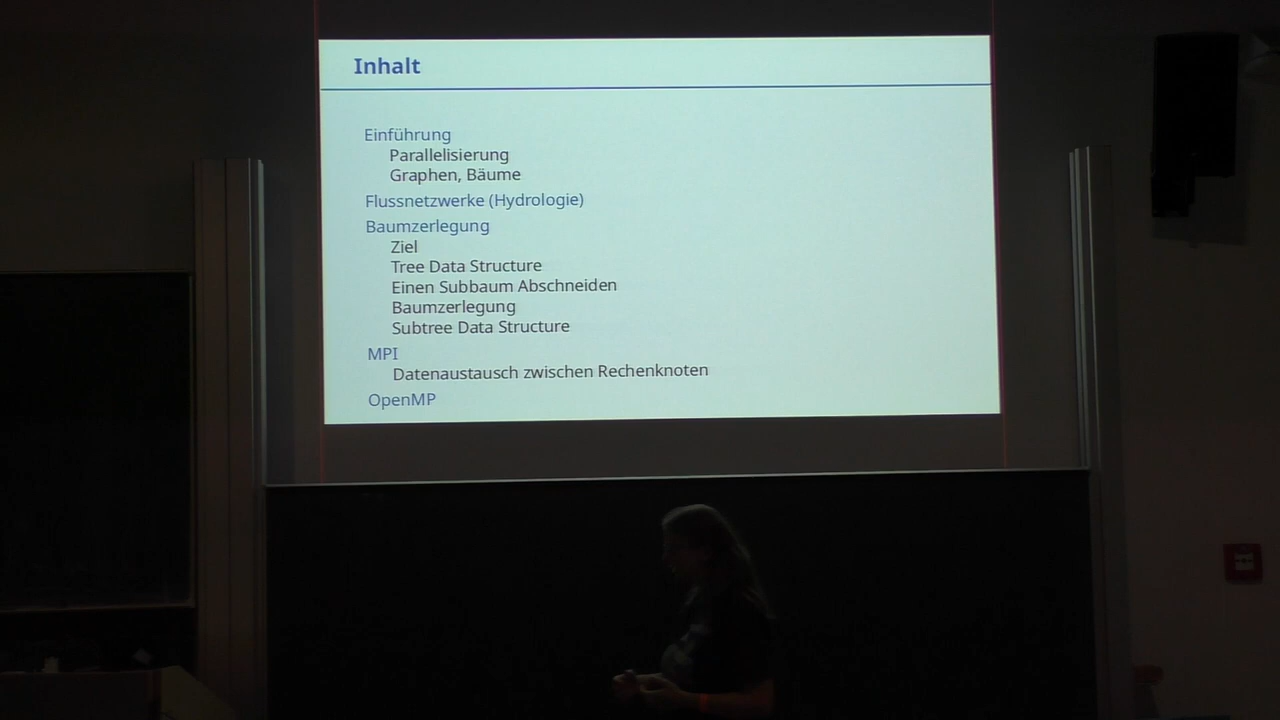 Inhalt
Einführung
Parallelisierung
Graphen, Bäume
Flussnetzwerke (Hydrologie)
Baumzerlegung
Ziel
Tree Data Structure
Einen Subbaum Abschneiden
Baumzerlegung
Subtree Data Structure
MPI
Datenaustausch zwischen Rechenknoten
OpenMP